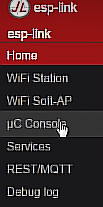 esp-link
esp-link
Home
WiFi Station
WiFi Soft-AP
µC Console
Services
REST/MQTT
Debug log